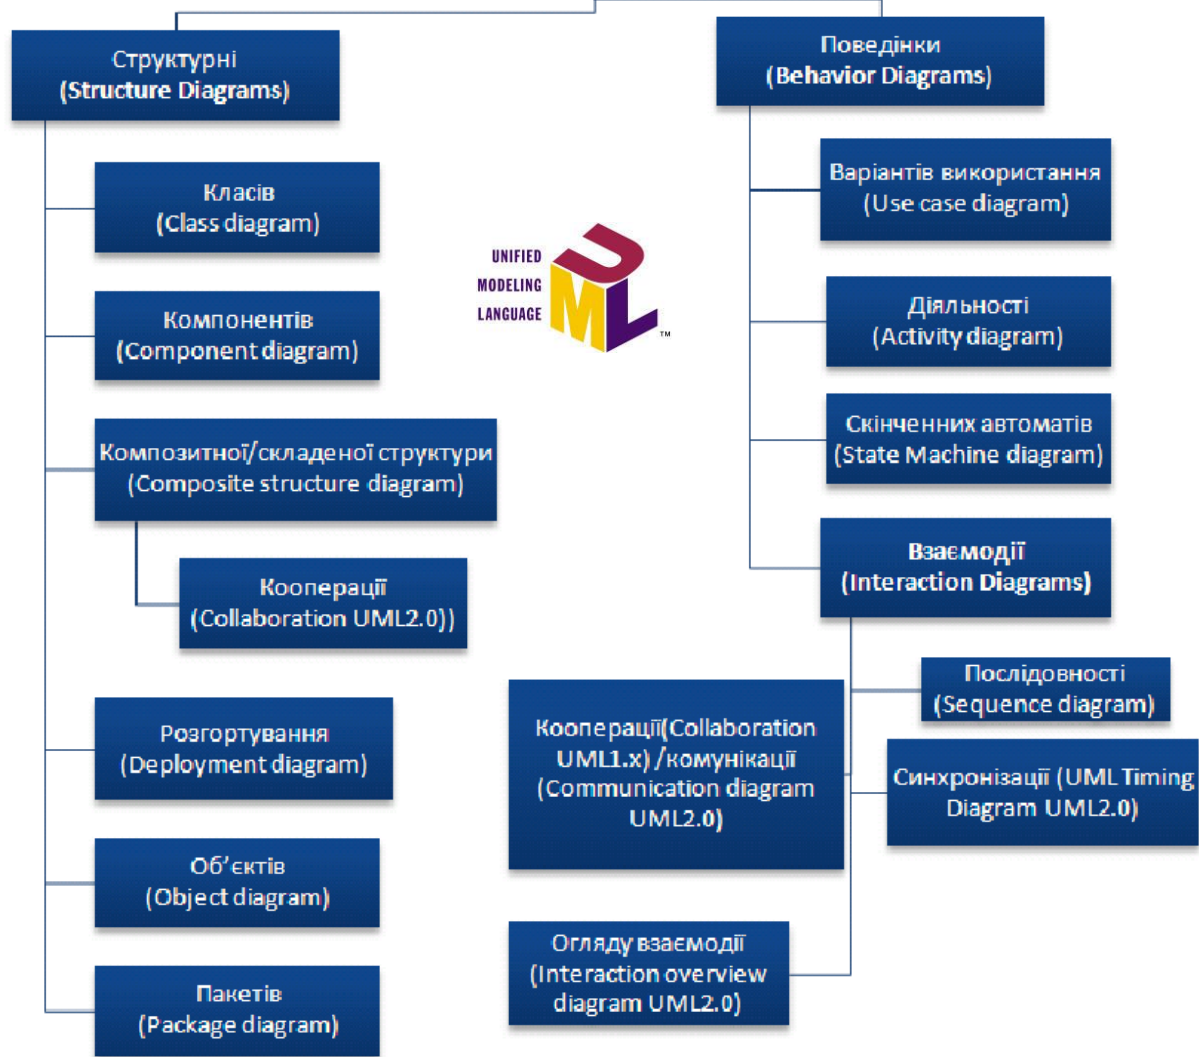 Структурні
(Structure Diagrams)
Класів
(Class diagram)
Компонентів
(Component diagram)
Композитної/складеної структури
(Composite structure diagram)
Кооперації
(Collaboration UML2.0))
Розгортування
(Deployment diagram)
Об’єктів
(Object diagram)
Пакетів
(Package diagram)
UNIFIED
MODELING
LANGUAGE
UML
™
Поведінки
(Behavior Diagrams)
Варіантів використання
(Use case diagram)
Діяльності
(Activity diagram)
Скінченних автоматів
(State Machine diagram)
Взаємодії
(Interaction Diagrams)
Послідовності
(Sequence diagram)
Кооперації(Collaboration
UML1.x) /комунікації
(Communication diagram
UML2.0)
Синхронізації (UML Timing
Diagram UML2.0)
Огляду взаємодії
(Interaction overview
diagram UML2.0)